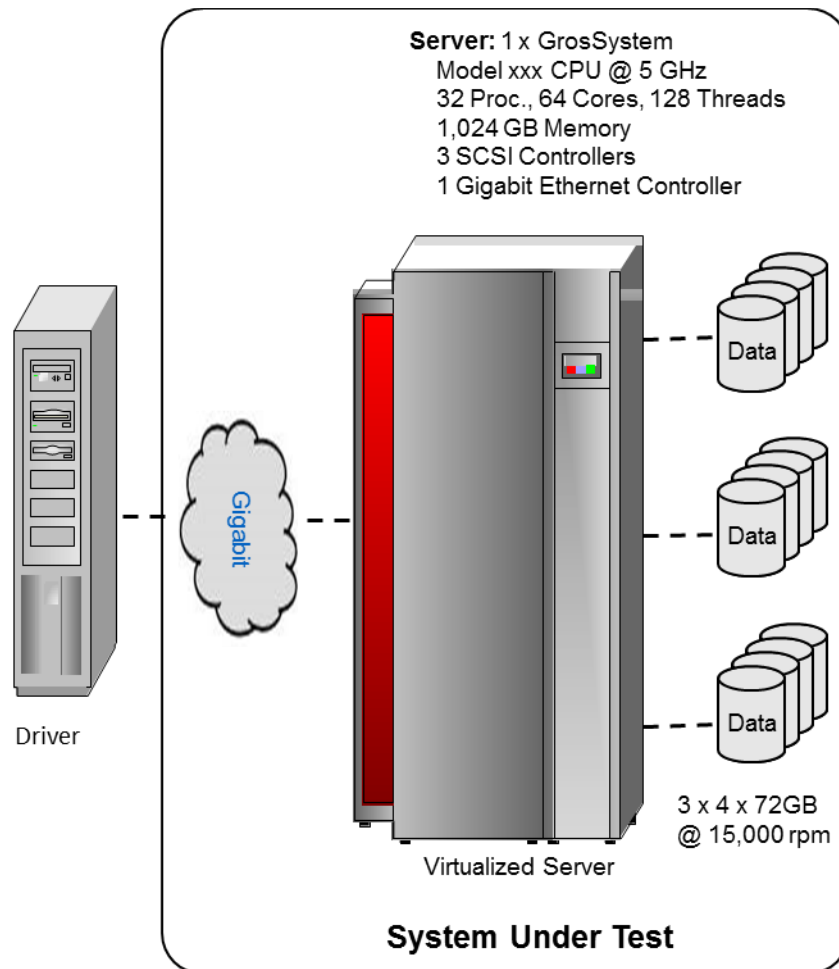 Server: 1 x GrosSystem
Model xxx CPU @ 5 GHz
32 Proc., 64 Cores, 128 Threads
1,024 GB Memory
3 SCSI Controllers
1 Gigabit Ethernet Controller
Data
Gigabit
Data
Data
Driver
3 x 4 x 72GB
@ 15,000 rpm
Virtualized Server
System Under Test